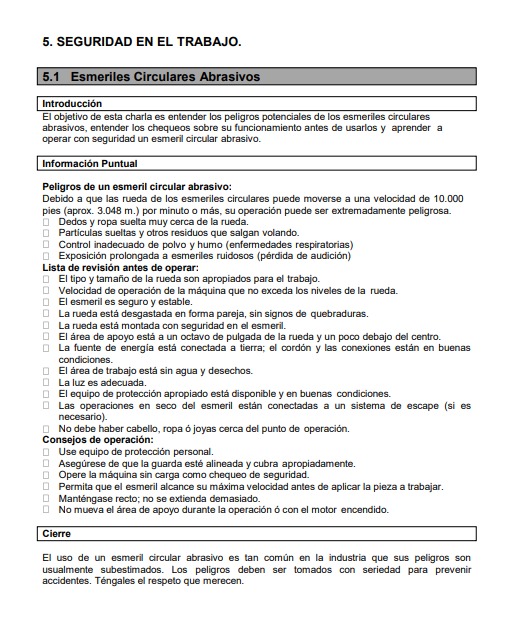 5. SEGURIDAD EN EL TRABAJO.
5.1 Esmeriles Circulares Abrasivos
Introducción
El objetivo de esta charla es entender los peligros potenciales de los esmeriles circulares
abrasivos, entender los chequeos sobre su funcionamiento antes de usarlos y aprender a
operar con seguridad un esmeril circular abrasivo.
Información Puntual
Peligros de un esmeril circular abrasivo:
Debido a que las rueda de los esmeriles circulares puede moverse a una velocidad de 10.000
pies (aprox. 3.048 m.) por minuto o más, su operación puede ser extremadamente peligrosa.
Dedos y ropa suelta muy cerca de la rueda.
Partículas sueltas y otros residuos que salgan volando.
Control inadecuado de polvo y humo (enfermedades respiratorias)
Exposición prolongada a esmeriles ruidosos (pérdida de audición)
Lista de revisión antes de operar:
El tipo y tamaño de la rueda son apropiados para el trabajo.
Velocidad de operación de la máquina que no exceda los niveles de la rueda.
El esmeril es seguro y estable.
La rueda está desgastada en forma pareja, sin signos de quebraduras.
La rueda está montada con seguridad en el esmeril.
El área de apoyo está a un octavo de pulgada de la rueda y un poco debajo del centro.
La fuente de energía está conectada a tierra; el cordón y las conexiones están en buenas
condiciones.
El área de trabajo está sin agua y desechos.
La luz es adecuada.
El equipo de protección apropiado está disponible y en buenas condiciones.
Las operaciones en seco del esmeril están conectadas a un sistema de escape (si es
necesario).
No debe haber cabello, ropa ó joyas cerca del punto de operación.
Consejos de operación:
Use equipo de protección personal.
Asegúrese de que la guarda esté alineada y cubra apropiadamente.
Opere la máquina sin carga como chequeo de seguridad.
Permita que el esmeril alcance su máxima velocidad antes de aplicar la pieza a trabajar.
Manténgase recto; no se extienda demasiado.
No mueva el área de apoyo durante la operación ó con el motor encendido.
Cierre
El uso de un esmeril circular abrasivo es tan común en la industria que sus peligros son
usualmente subestimados. Los peligros deben ser tomados con seriedad para prevenir
accidentes. Téngales el respeto que merecen.